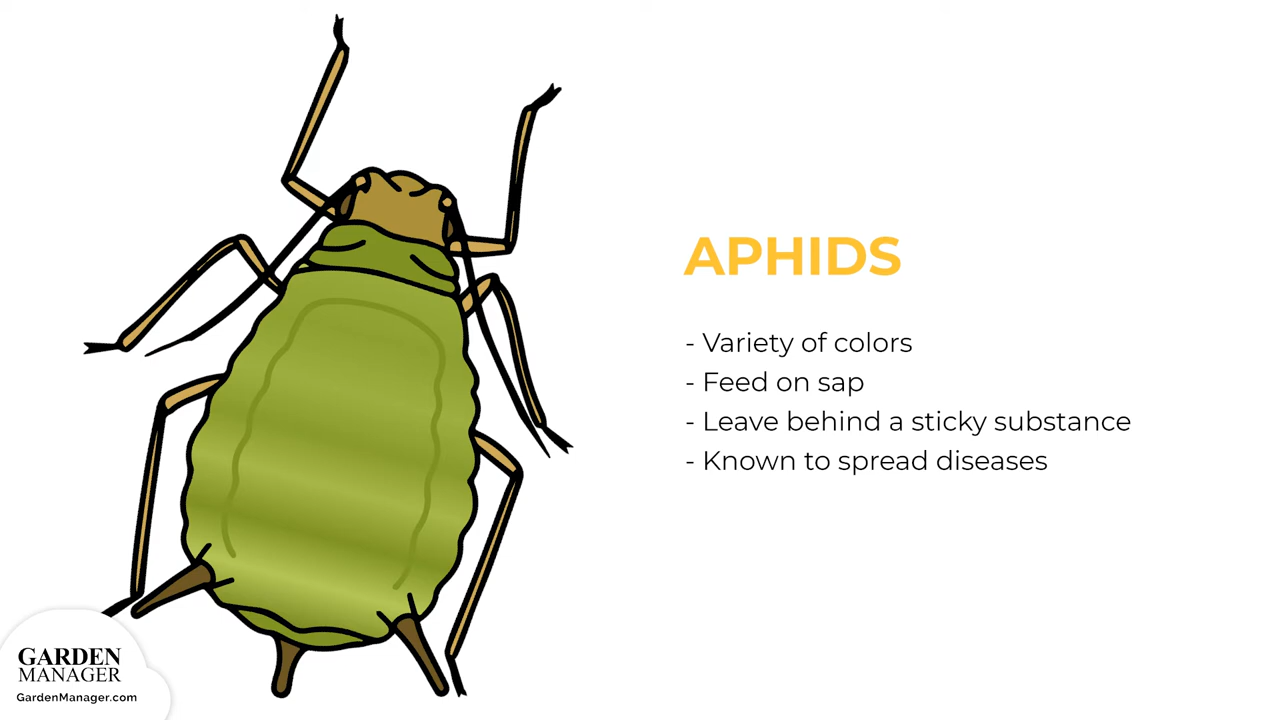 APHIDS
- Variety of colors
- Feed on sap
- Leave behind a sticky substance
- Known to spread diseases
GARDEN
MANAGER
GardenManager.com